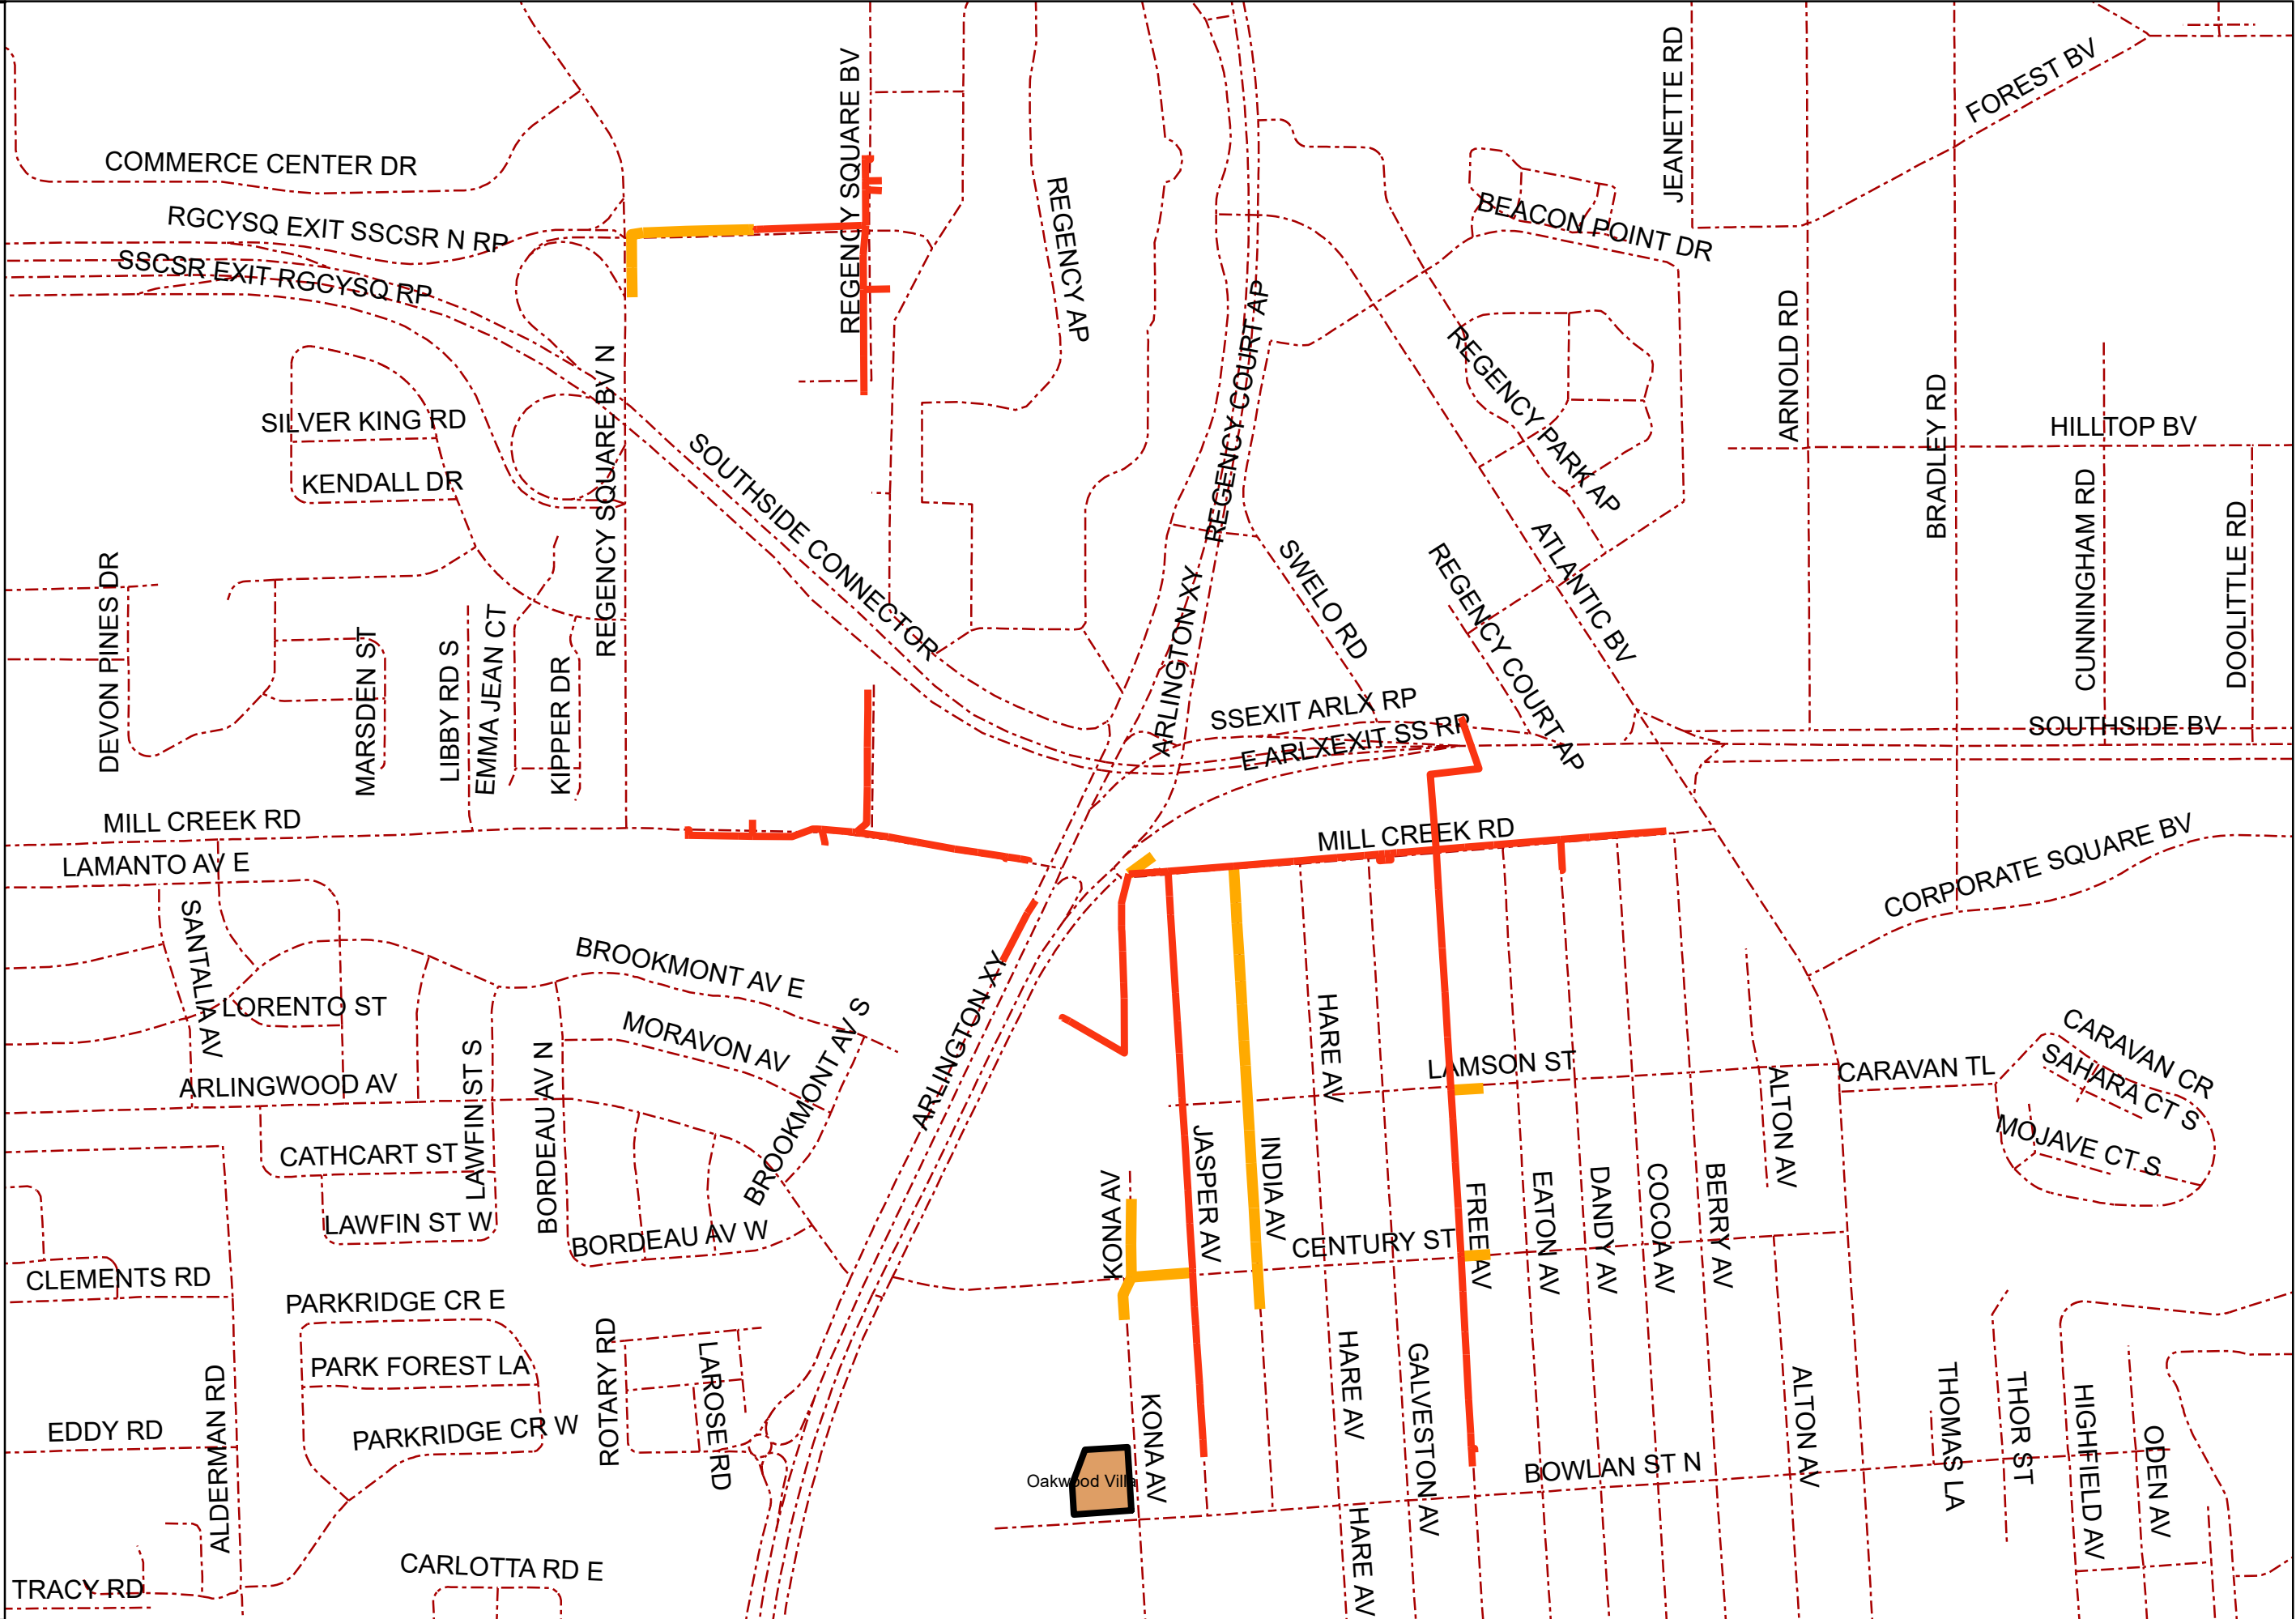 COMMERCE CENTER DR
RGCYSQ EXIT SSCSR N RP
SSCSR EXIT RGCYSQ RP
REGENCY SQUARE BV
REGENCY AP
JEANETTE RD
FOREST BV
BEACON POINT DR
REGENCY COURT AP
ARNOLD RD
REGENCY PARK AP
BRADLEY RD
HILLTOP BV
SILVER KING RD
KENDALL DR
REGENCY SQUARE BV N
SOUTHSIDE CONNECTOR
CUNNINGHAM RD
DOOLITTLE RD
ATLANTIC BV
SWELO RD
REGENCY COURT AP
ARLINGTON XY
DEVON PINES DR
MARSDEN ST
LIBBY RD S
EMMA JEAN CT
KIPPER DR
SSEXIT ARLX RP
E ARLXEXIT SS RP
SOUTHSIDE BV
MILL CREEK RD
MILL CREEK RD
LAMANTO AV E
CORPORATE SQUARE BV
SANTALIA AV
BROOKMONT AV E
LORENTO ST
MORAVON AV
BROOKMONT AV S
ARLINGTON XY
HARE AV
LAMSON ST
CARAVAN TL
CARAVAN CR
SAHARA CT S
MOJAVE CT S
ALTON AV
ARLINGWOOD AV
LAWFIN ST S
BORDEAU AV N
CATHCART ST
LAWFIN ST W
BORDEAU AV W
KONA AV
JASPER AV
INDIA AV
CENTURY ST
FREE AV
EATON AV
DANDY AV
COCOA AV
BERRY AV
CLEMENTS RD
PARKRIDGE CR E
PARK FOREST LA
PARKRIDGE CR W
ROTARY RD
LAROSE RD
EDDY RD
ALDERMAN RD
HARE AV
GALVESTON AV
ALTON AV
THOMAS LA
THOR ST
HIGHFIELD AV
ODEN AV
KONA AV
Oakwood Villa
BOWLAN ST N
HARE AV
CARLOTTA RD E
TRACY RD